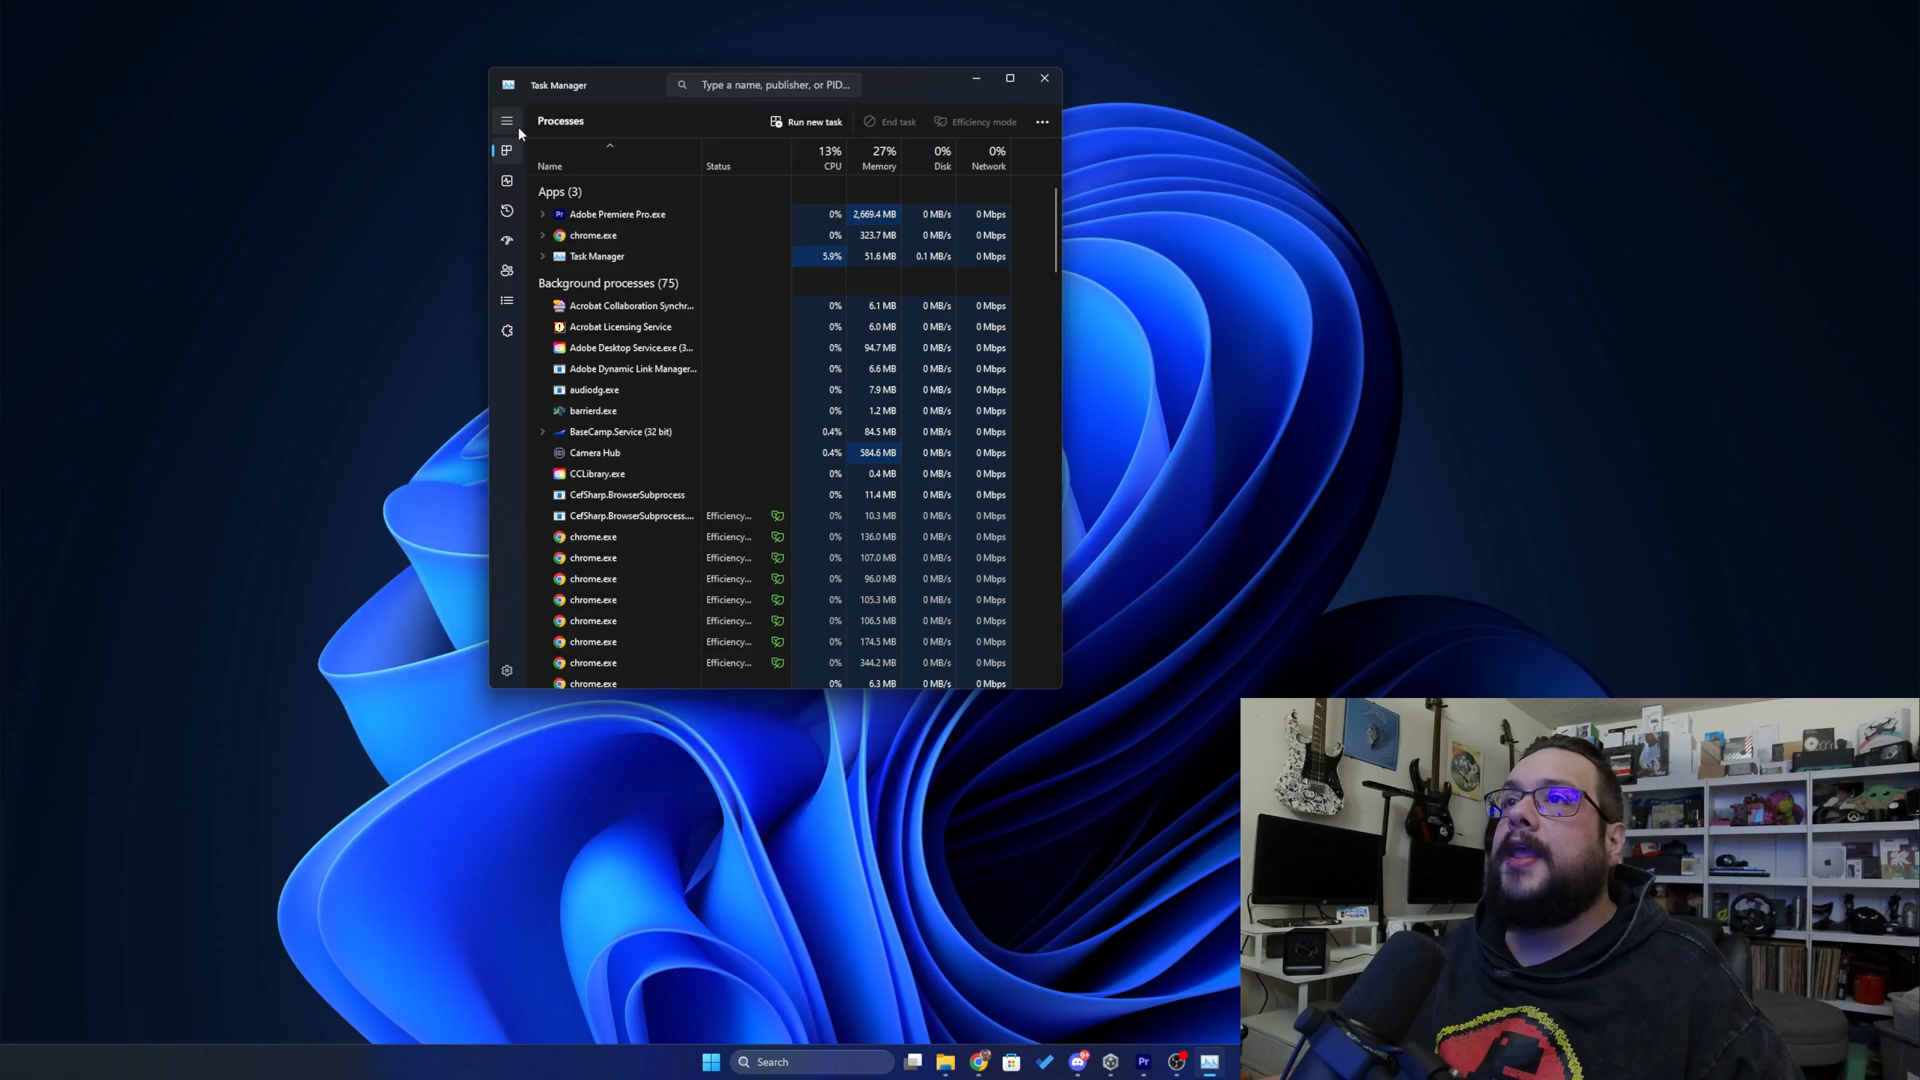 Task Manager
Type a name, publisher, or PID...
Processes
Run new task
End task
Efficiency mode
13% 27% 0% 0%
Name Status CPU Memory Disk Network
Apps (3)
Adobe Premiere Pro.exe 0% 2,669.4 MB 0 MB/s 0 Mbps
chrome.exe 0% 323.7 MB 0 MB/s 0 Mbps
Task Manager 5.9% 51.6 MB 0.1 MB/s 0 Mbps
Background processes (75)
Acrobat Collaboration Synchr... 0% 6.1 MB 0 MB/s 0 Mbps
Acrobat Licensing Service 0% 6.0 MB 0 MB/s 0 Mbps
Adobe Desktop Service.exe (3... 0% 94.7 MB 0 MB/s 0 Mbps
Adobe Dynamic Link Manager... 0% 6.6 MB 0 MB/s 0 Mbps
audiodg.exe 0% 7.9 MB 0 MB/s 0 Mbps
barrierd.exe 0% 1.2 MB 0 MB/s 0 Mbps
BaseCamp.Service (32 bit) 0.4% 84.5 MB 0 MB/s 0 Mbps
Camera Hub 0.4% 584.6 MB 0 MB/s 0 Mbps
CCLibrary.exe 0% 0.4 MB 0 MB/s 0 Mbps
CefSharp.BrowserSubprocess 0% 11.4 MB 0 MB/s 0 Mbps
CefSharp.BrowserSubprocess.... Efficiency... 0% 10.3 MB 0 MB/s 0 Mbps
chrome.exe Efficiency... 0% 136.0 MB 0 MB/s 0 Mbps
chrome.exe Efficiency... 0% 107.0 MB 0 MB/s 0 Mbps
chrome.exe Efficiency... 0% 96.0 MB 0 MB/s 0 Mbps
chrome.exe Efficiency... 0% 105.3 MB 0 MB/s 0 Mbps
chrome.exe Efficiency... 0% 106.5 MB 0 MB/s 0 Mbps
chrome.exe Efficiency... 0% 174.5 MB 0 MB/s 0 Mbps
chrome.exe Efficiency... 0% 344.2 MB 0 MB/s 0 Mbps
chrome.exe 0% 6.3 MB 0 MB/s 0 Mbps
Search